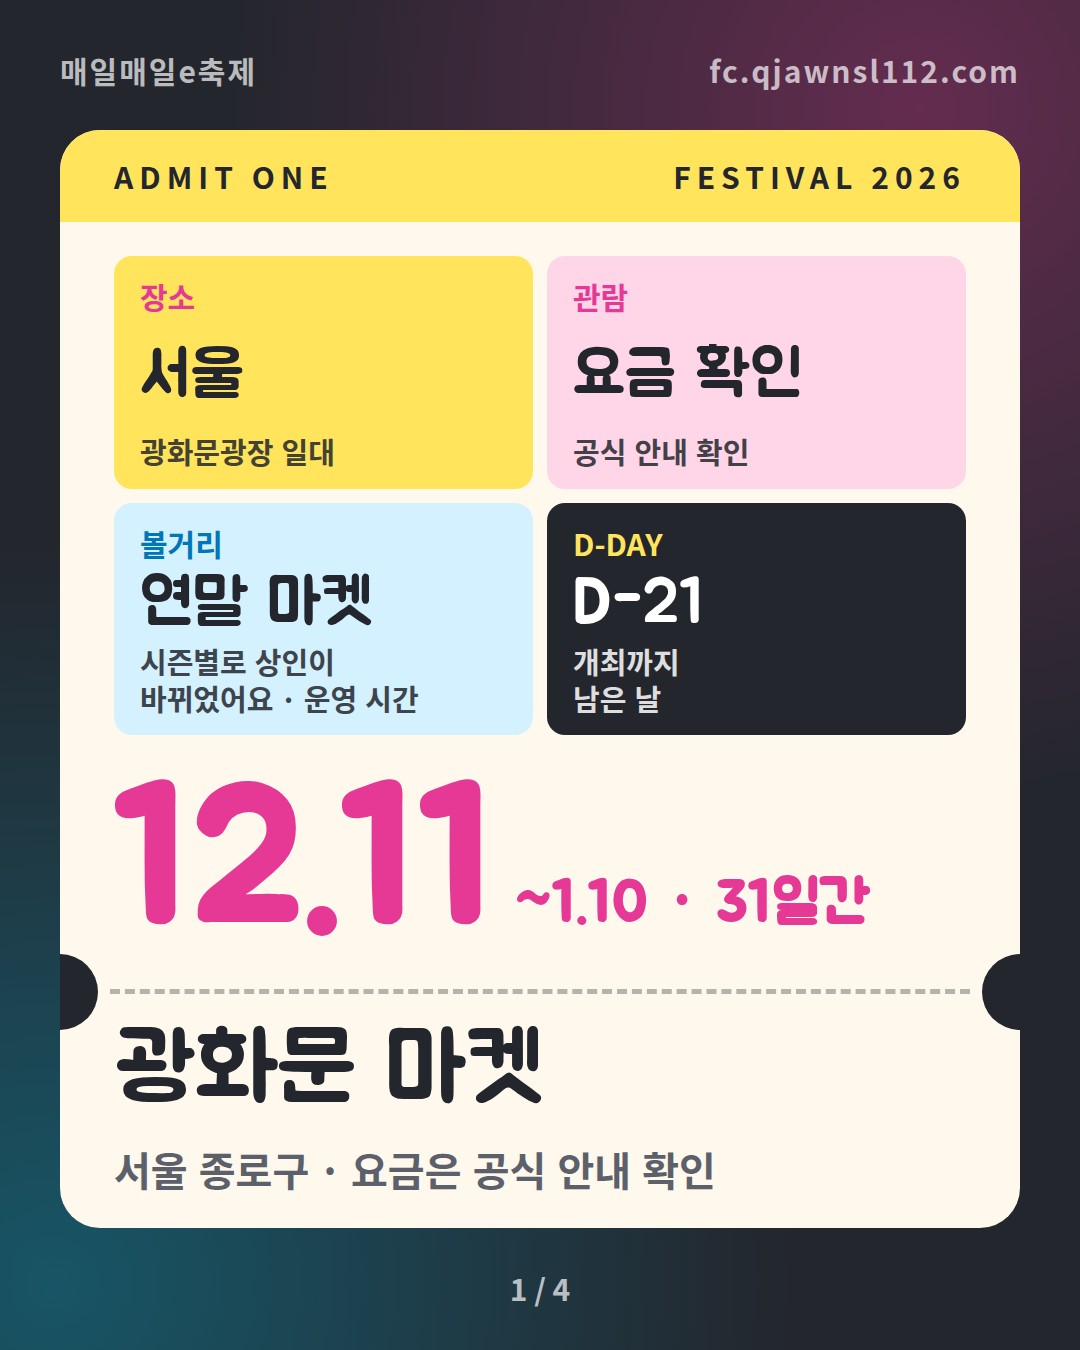 매일매일e축제
fc.qjawnsl112.com
ADMIT ONE
FESTIVAL 2026
장소
서울
광화문광장 일대
관람
요금 확인
공식 안내 확인
볼거리
연말 마켓
시즌별로 상인이
바뀌었어요 · 운영 시간
D-DAY
D-21
개최까지
남은 날
12.11 ~1.10 · 31일간
광화문 마켓
서울 종로구 · 요금은 공식 안내 확인
1 / 4